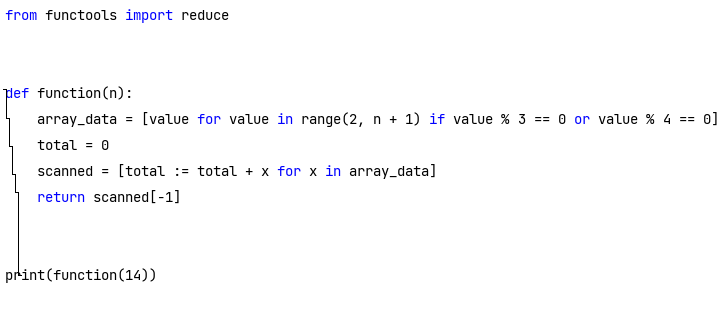 from functools import reduce
def function(n):
    array_data = [value for value in range(2, n + 1) if value % 3 == 0 or value % 4 == 0]
    total = 0
    scanned = [total := total + x for x in array_data]
    return scanned[-1]
print(function(14))